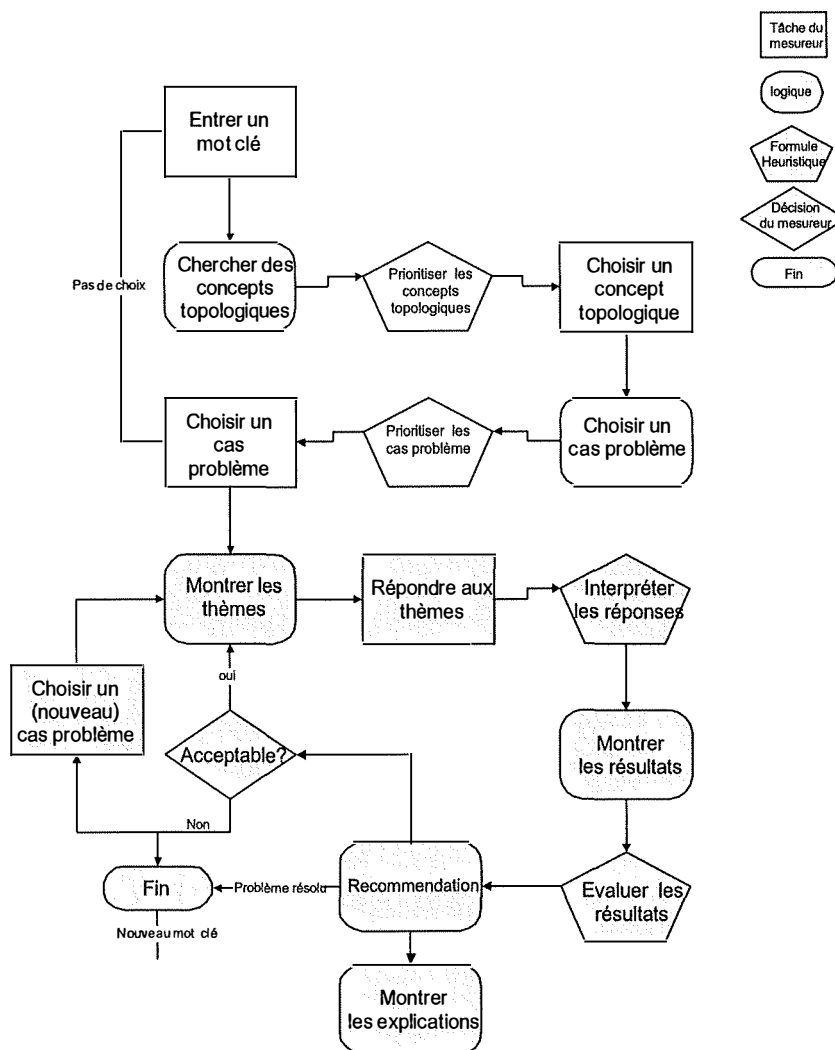 Tâche du
mesureur
logique
Formule
Heuristique
Décision
du mesureur
Fin
Entrer un
mot clé
Pas de choix
Chercher des
concepts
topologiques
Prioritiser les
concepts
topologiques
Choisir un
concept
topologique
Choisir un
cas
problème
Prioritiser les
cas problème
Choisir un
cas problème
Montrer les
thèmes
Répondre aux
thèmes
Interpréter
les réponses
oui
Choisir un
(nouveau)
cas problème
Acceptable?
Montrer
les résultats
Non
Fin
Problème résolu
Recommendation
Evaluer les
résultats
Nouveau mot clé
Montrer
les explications